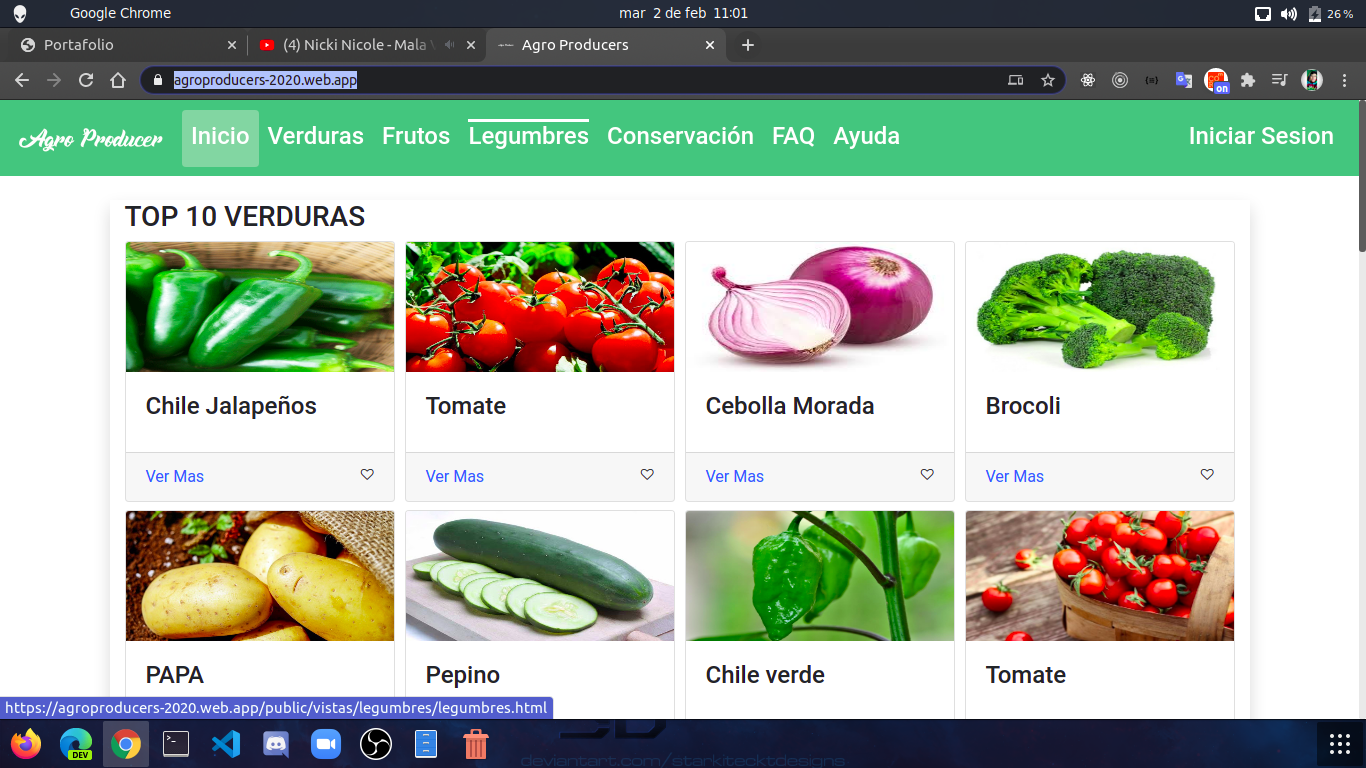 Google Chrome
mar 2 de feb 11:01
26 %
Portafolio
(4) Nicki Nicole - Mala
Agro Producers
agroproducers-2020.web.app
on
Agro Producer
Inicio
Verduras
Frutos
Legumbres
Conservación
FAQ
Ayuda
Iniciar Sesion
TOP 10 VERDURAS
Chile Jalapeños
Tomate
Cebolla Morada
Brocoli
Ver Mas
Ver Mas
Ver Mas
Ver Mas
PAPA
Pepino
Chile verde
Tomate
https://agroproducers-2020.web.app/public/vistas/legumbres/legumbres.html
DEV
deviantart.com/starkitecktdesigns